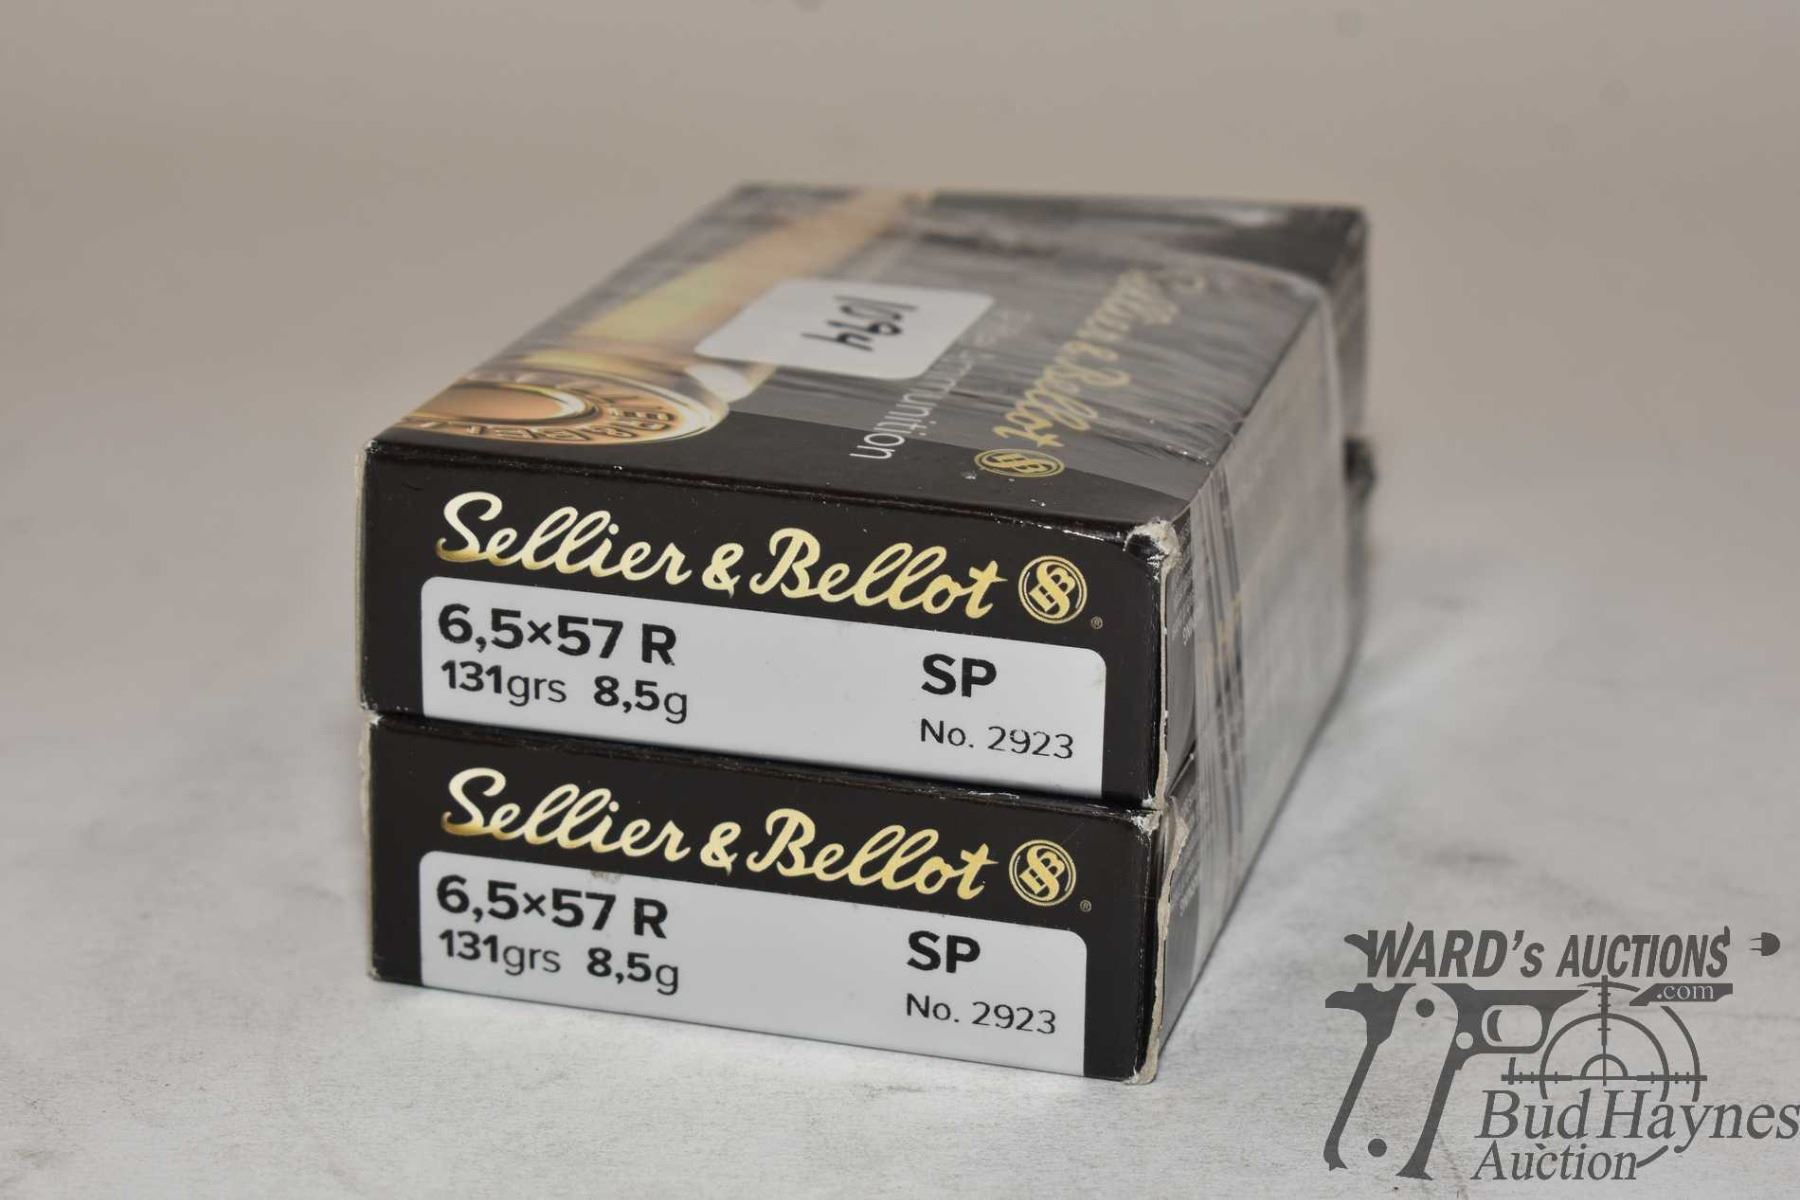 1094
Sellier & Bellot
Ammunition
Sellier & Bellot
6,5×57 R
131grs 8,5g
SP
No. 2923
Sellier & Bellot
6,5×57 R
131grs 8,5g
SP
No. 2923
WARD's AUCTIONS
.com
Bud Haynes
Auction